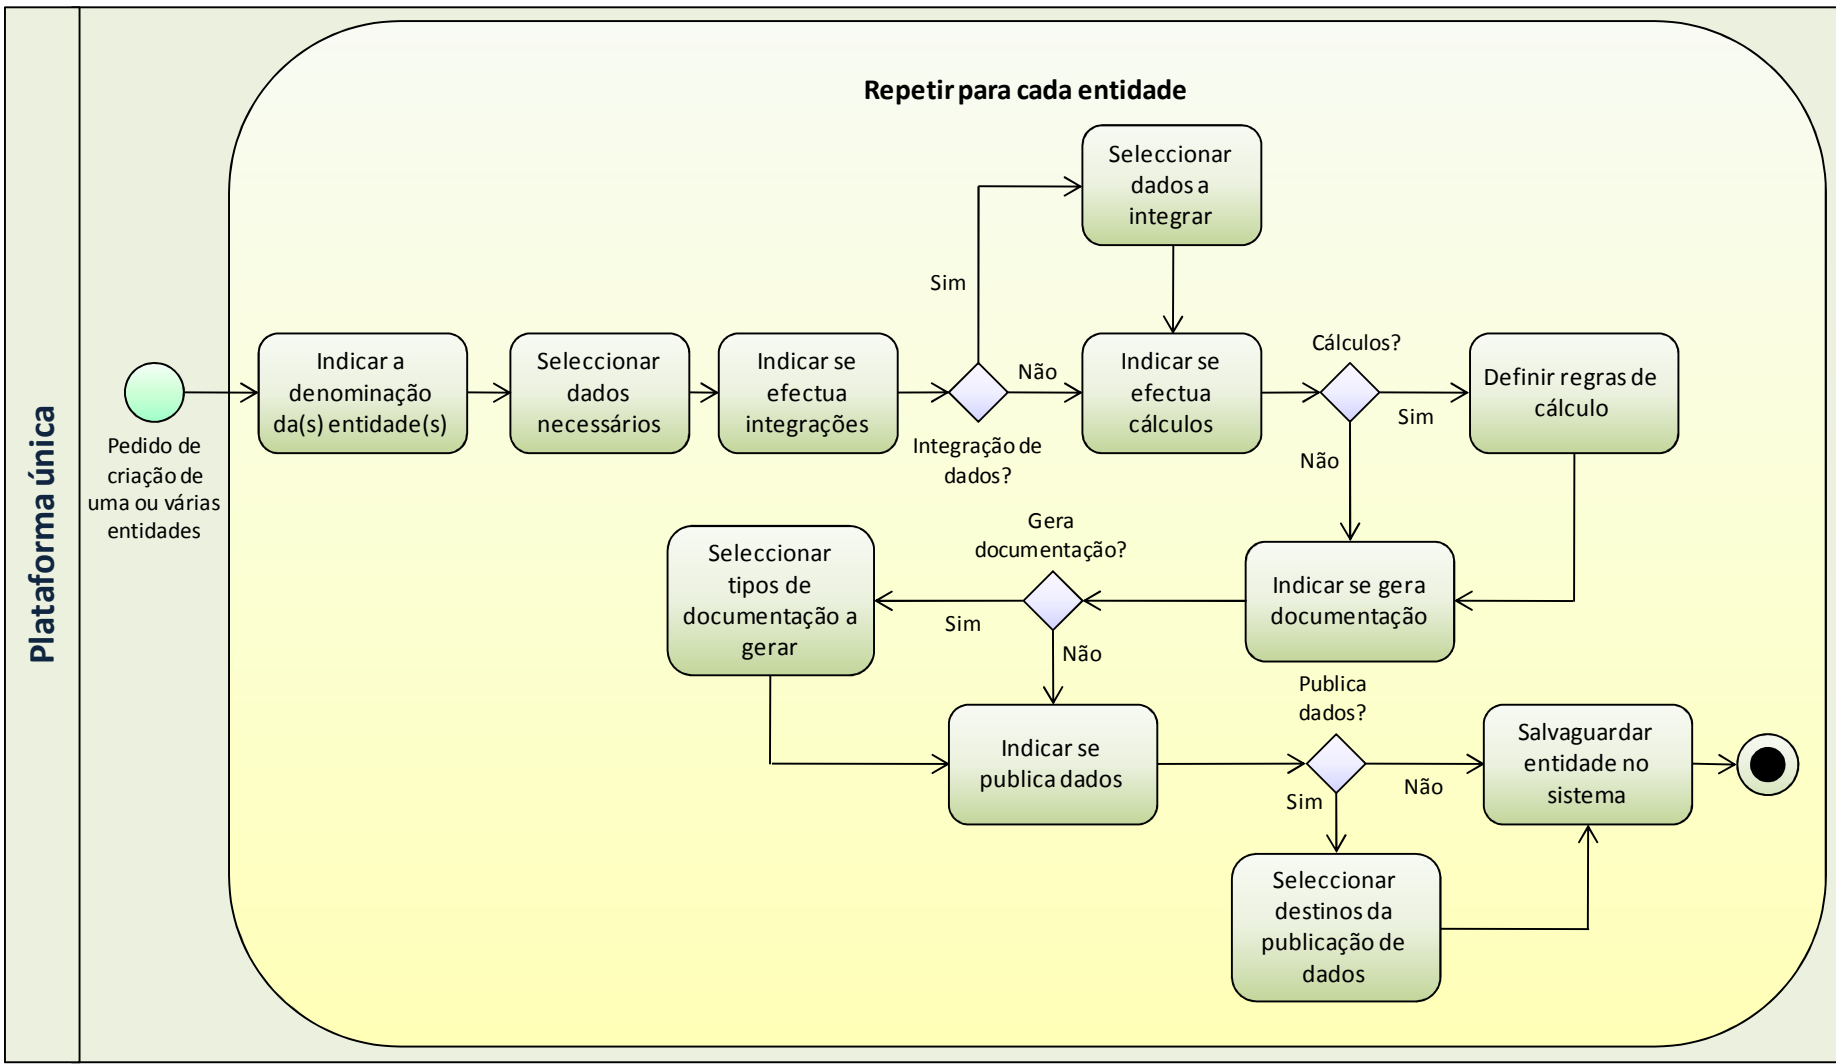 Plataforma única
Repetir para cada entidade
Pedido de
criação de
uma ou várias
entidades
Indicar a
denominação
da(s) entidade(s)
Seleccionar
dados
necessários
Indicar se
efectua
integrações
Integração de
dados?
Sim
Não
Seleccionar
dados a
integrar
Indicar se
efectua
cálculos
Cálculos?
Sim
Não
Definir regras de
cálculo
Indicar se gera
documentação
Gera
documentação?
Sim
Não
Seleccionar
tipos de
documentação a
gerar
Indicar se
publica dados
Publica
dados?
Sim
Não
Seleccionar
destinos da
publicação de
dados
Salvaguardar
entidade no
sistema